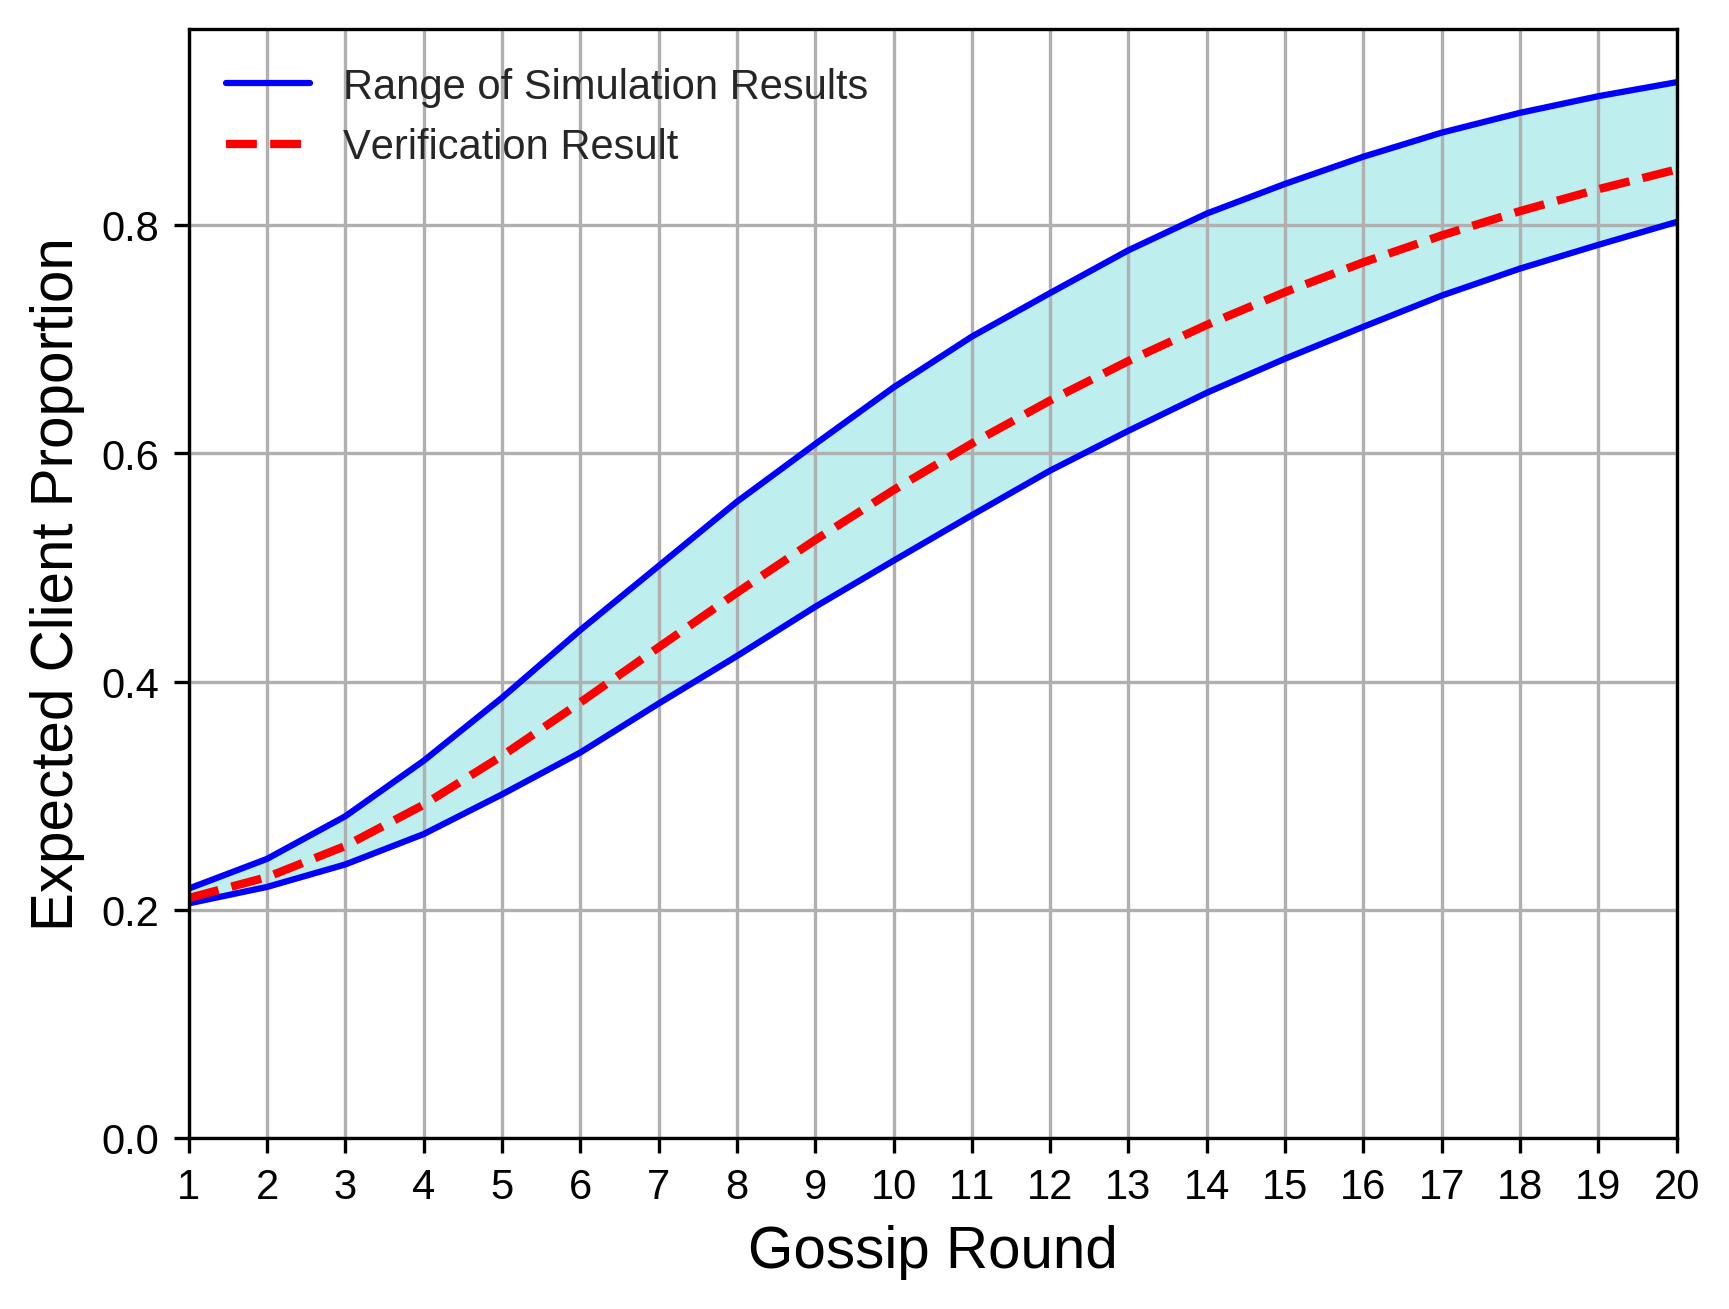 Range of Simulation Results
Verification Result
Expected Client Proportion
0.8
0.6
0.4
0.2
0.0
1 2 3 4 5 6 7 8 9 10 11 12 13 14 15 16 17 18 19 20
Gossip Round